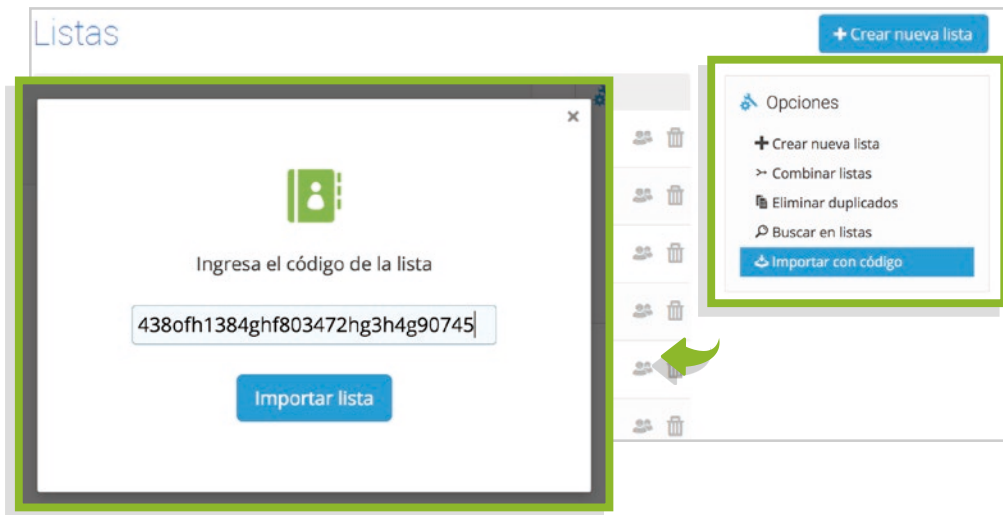 Listas
+ Crear nueva lista
×
Ingresa el código de la lista
438ofh1384ghf803472hg3h4g90745
Importar lista
Opciones
Crear nueva lista
Combinar listas
Eliminar duplicados
Buscar en listas
Importar con código